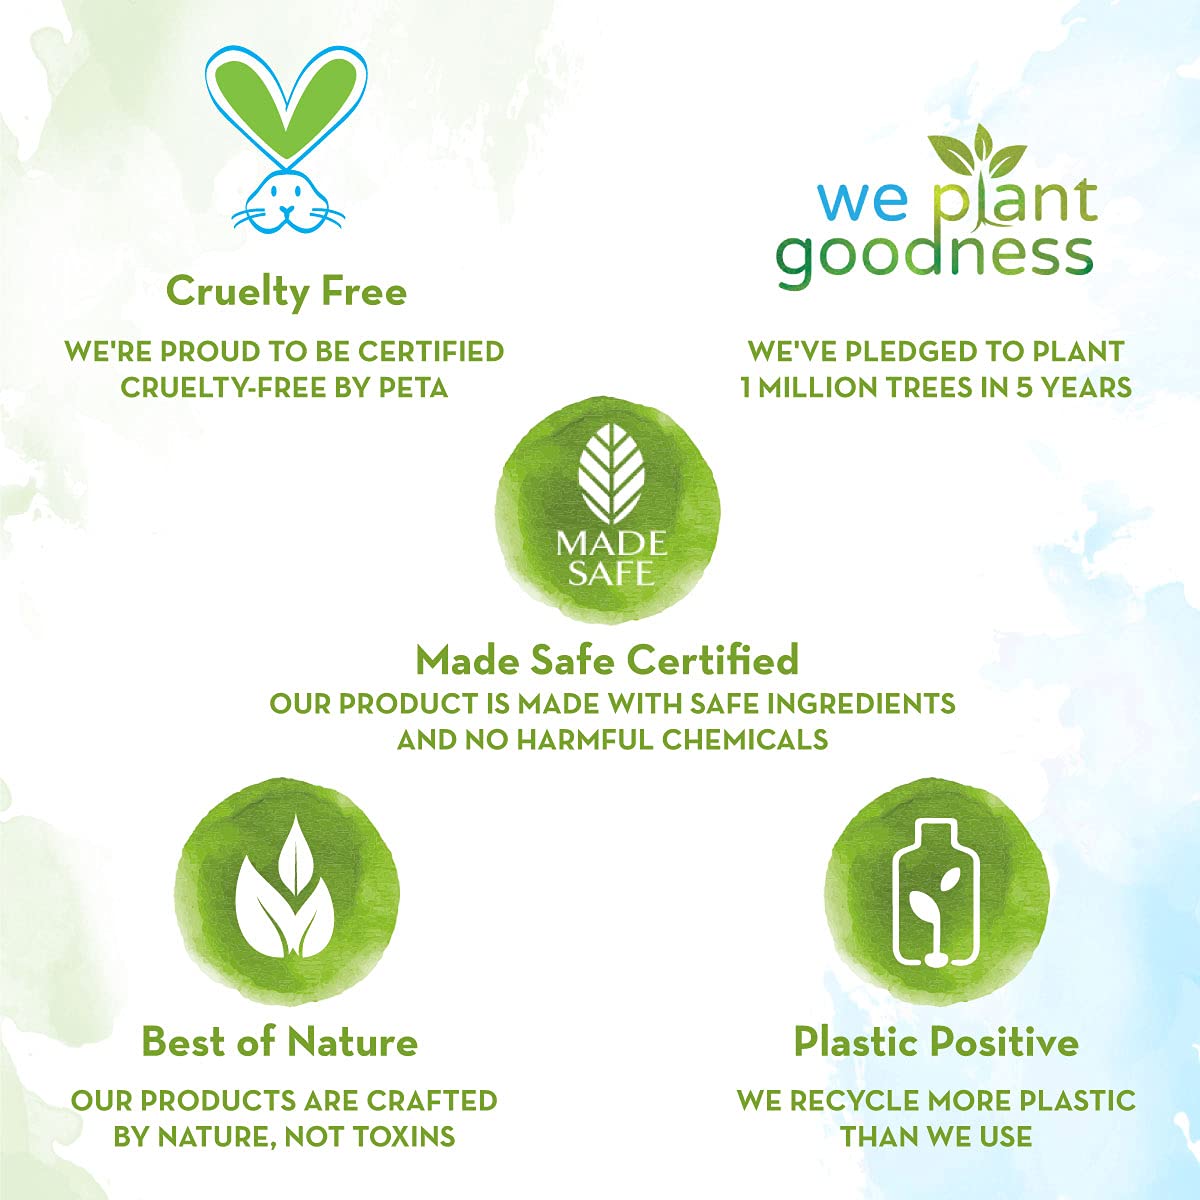 Cruelty Free
WE'RE PROUD TO BE CERTIFIED
CRUELTY-FREE BY PETA
we plant
goodness
WE'VE PLEDGED TO PLANT
1 MILLION TREES IN 5 YEARS
MADE
SAFE
Made Safe Certified
OUR PRODUCT IS MADE WITH SAFE INGREDIENTS
AND NO HARMFUL CHEMICALS
Best of Nature
OUR PRODUCTS ARE CRAFTED
BY NATURE, NOT TOXINS
Plastic Positive
WE RECYCLE MORE PLASTIC
THAN WE USE